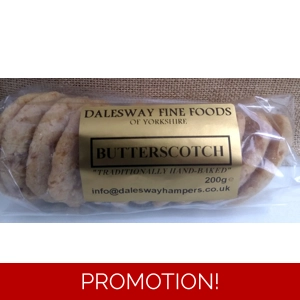 DALESWAY FINE FOODS
OF YORKSHIRE
BUTTERSCOTCH
"TRADITIONALLY HAND-BAKED"
200g℮
info@daleswayhampers.co.uk
PROMOTION!